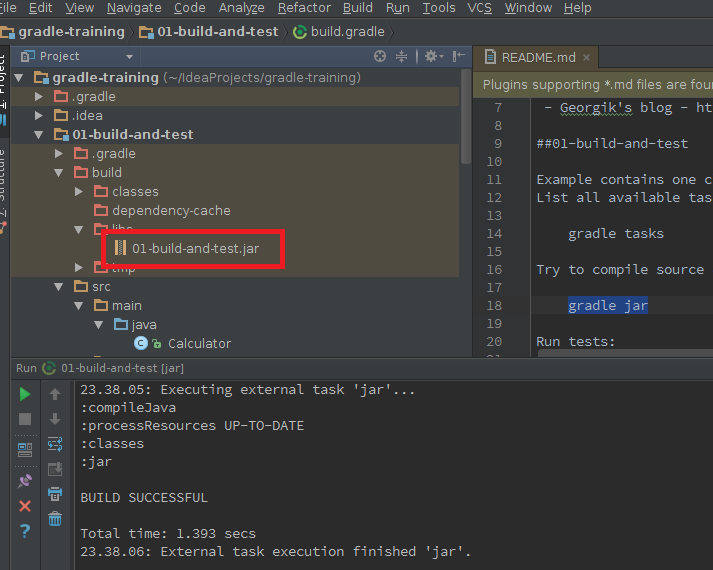 File Edit View Navigate Code Analyze Refactor Build Run Tools VCS Window Help
gradle-training 01-build-and-test build.gradle
Project
gradle-training (~/IdeaProjects/gradle-training)
.gradle
.idea
01-build-and-test
.gradle
build
classes
dependency-cache
libs
01-build-and-test.jar
tmp
src
main
java
Calculator
1: Project
7: Structure
README.md
Plugins supporting *.md files are fou
7 - Georgik's blog - ht
8
9 ##01-build-and-test
10
11 Example contains one c
12 List all available tas
13
14 gradle tasks
15
16 Try to compile source
17
18 gradle jar
19
20 Run tests:
21
Run 01-build-and-test [jar]
23.38.05: Executing external task 'jar'...
:compileJava
:processResources UP-TO-DATE
:classes
:jar
BUILD SUCCESSFUL
Total time: 1.393 secs
23.38.06: External task execution finished 'jar'.